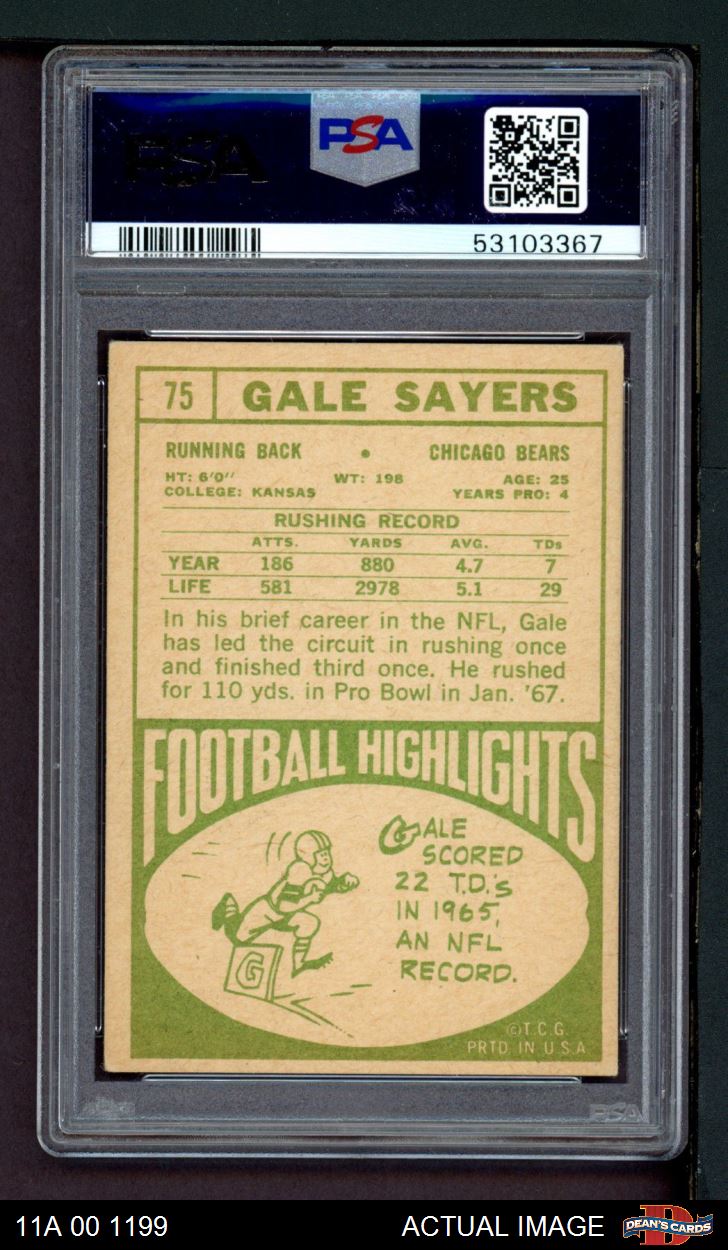 PSA
PSA
53103367
75 GALE SAYERS
RUNNING BACK • CHICAGO BEARS
HT: 6'0'' WT: 198 AGE: 25
COLLEGE: KANSAS YEARS PRO: 4
RUSHING RECORD
ATTS. YARDS AVG. TDs
YEAR 186 880 4.7 7
LIFE 581 2978 5.1 29
In his brief career in the NFL, Gale
has led the circuit in rushing once
and finished third once. He rushed
for 110 yds. in Pro Bowl in Jan. '67.
FOOTBALL HIGHLIGHTS
GALE
SCORED
22 T.D.'s
IN 1965,
AN NFL
RECORD.
G
©T.C.G.
PRTD IN U.S.A
PSA
11A 00 1199 ACTUAL IMAGE DEAN'S CARDS